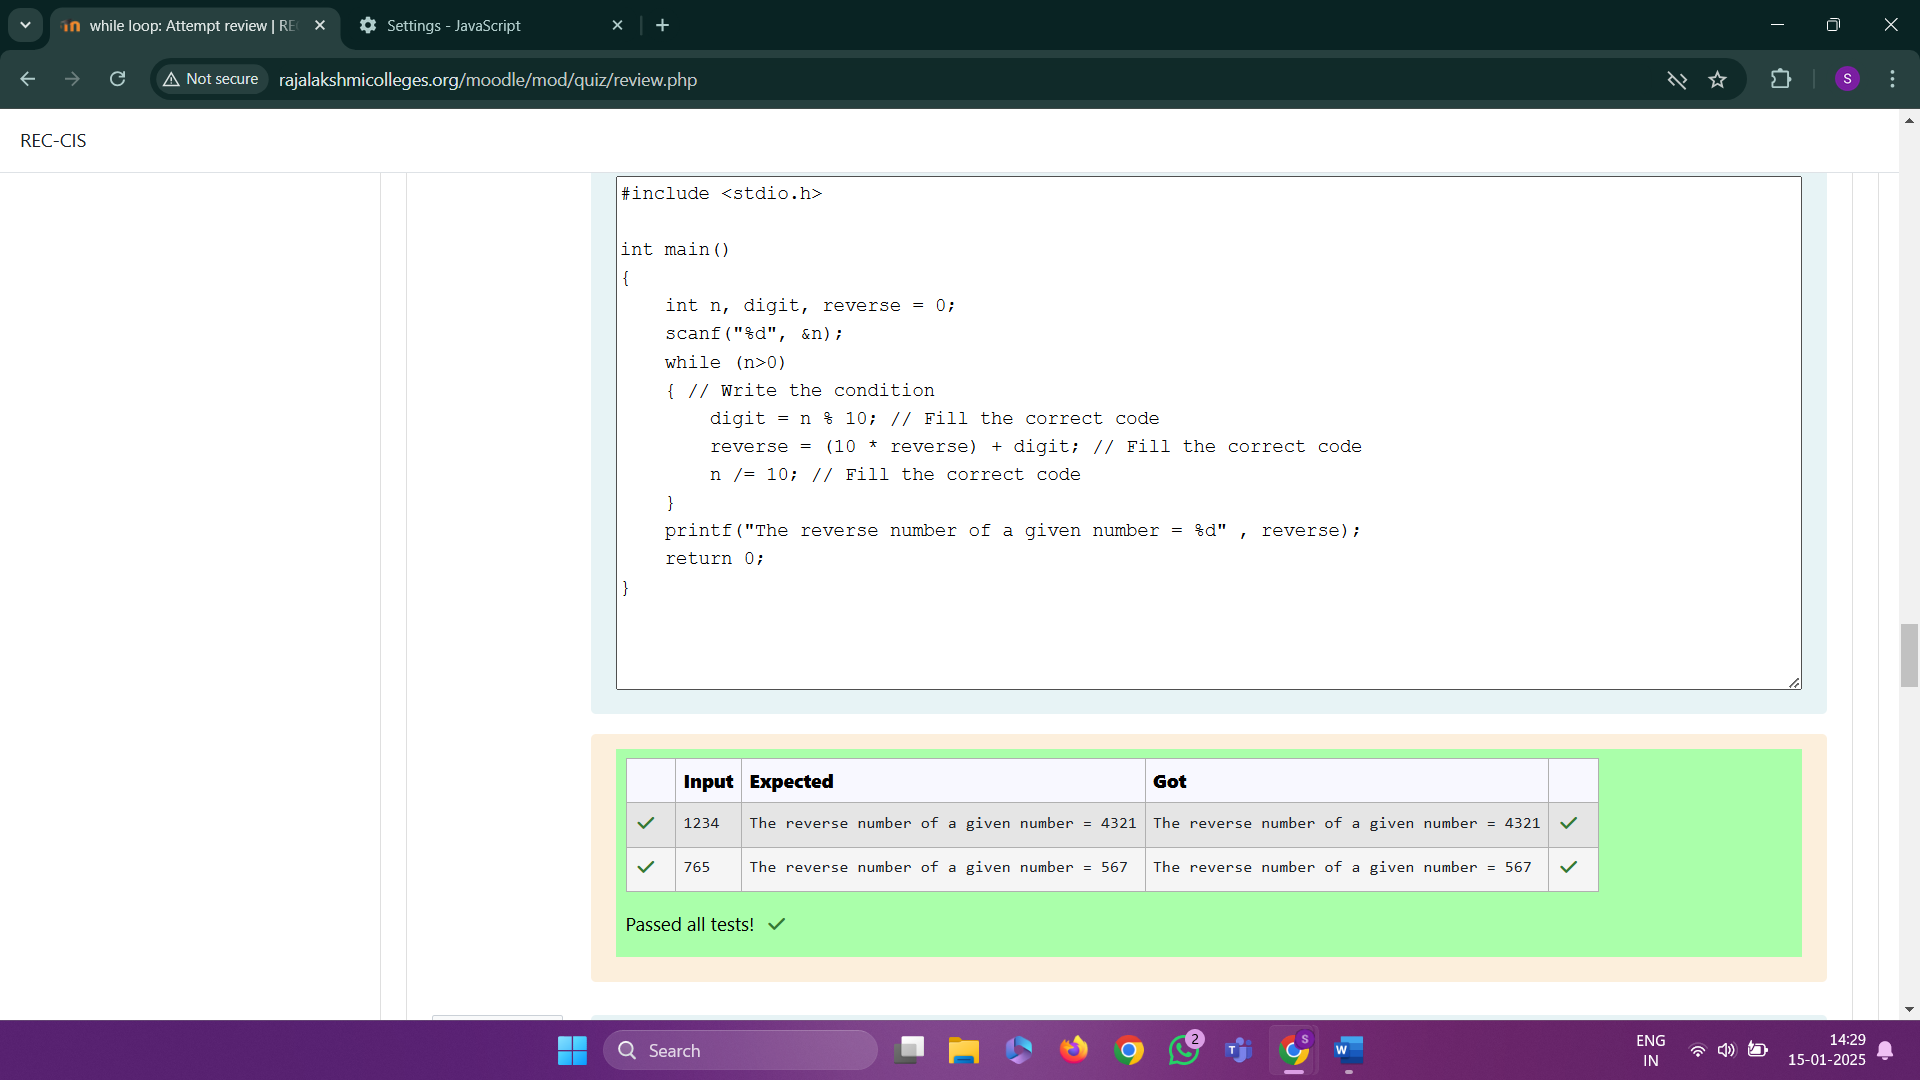 while loop: Attempt review | RE
Settings - JavaScript
Not secure
rajalakshmicolleges.org/moodle/mod/quiz/review.php
S
REC-CIS
#include <stdio.h>
int main()
{
int n, digit, reverse = 0;
scanf("%d", &n);
while (n>0)
{ // Write the condition
digit = n % 10; // Fill the correct code
reverse = (10 * reverse) + digit; // Fill the correct code
n /= 10; // Fill the correct code
}
printf("The reverse number of a given number = %d" , reverse);
return 0;
}
Input Expected Got
1234 The reverse number of a given number = 4321 The reverse number of a given number = 4321
765 The reverse number of a given number = 567 The reverse number of a given number = 567
Passed all tests!
Search
2
T
S
W
ENG
IN
14:29
15-01-2025